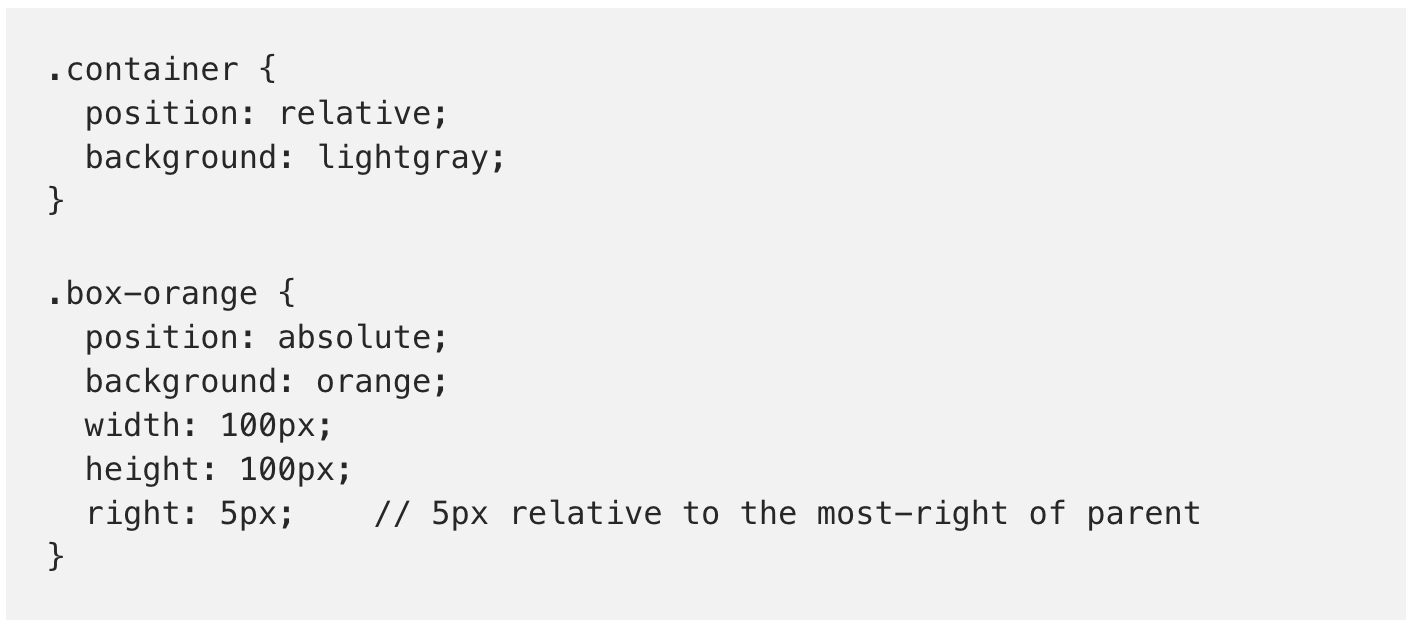 .container {
  position: relative;
  background: lightgray;
}

.box-orange {
  position: absolute;
  background: orange;
  width: 100px;
  height: 100px;
  right: 5px;    // 5px relative to the most-right of parent
}